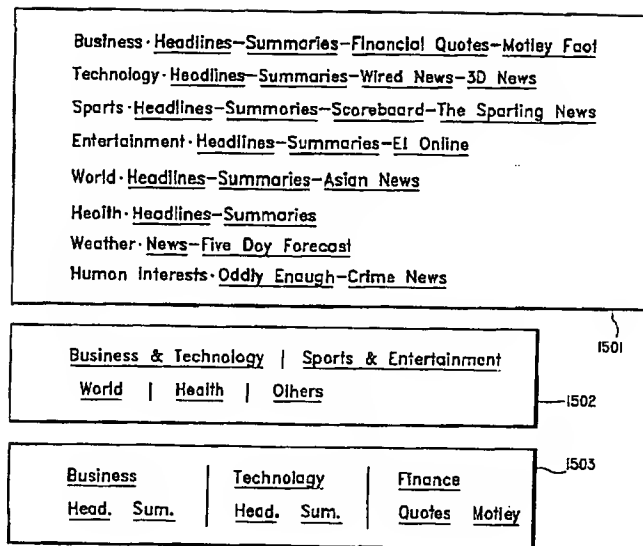 Business · Headlines–Summaries–Financial Quotes–Motley Fool
Technology · Headlines–Summaries–Wired News–3D News
Sports · Headlines–Summories–Scoreboard–The Sparting News
Entertainment · Headlines–Summaries–E! Online
World · Headlines–Summaries–Asian News
Health · Headlines–Summaries
Weather · News–Five Day Forecast
Human Interests · Oddly Enough–Crime News
1501
Business & Technology | Sports & Entertainment
World | Health | Others
1502
Business | Technology | Finance
Head. Sum. | Head. Sum. | Quotes Motley
1503